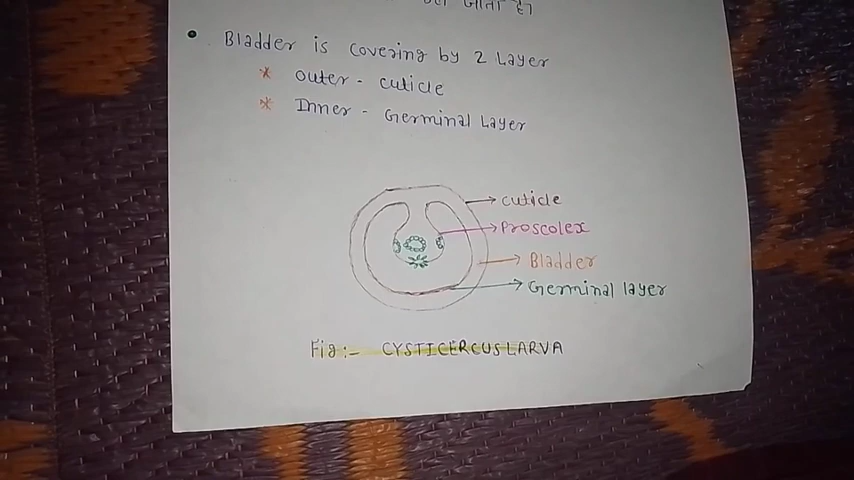 जाता है।
Bladder is covering by 2 Layer
* outer - cuticle
* Inner - Germinal Layer
cuticle
Proscolex
Bladder
Germinal layer
Fig:- CYSTICERCUS LARVA